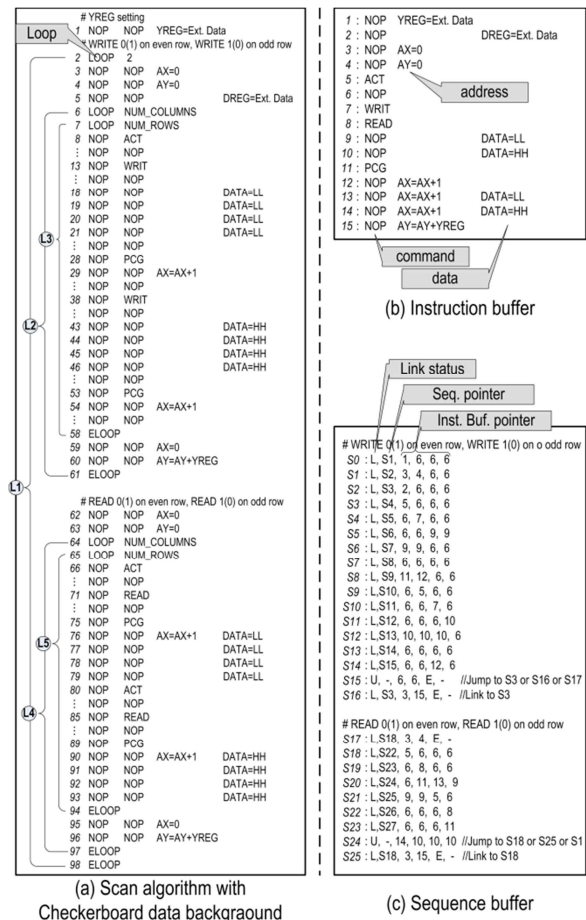 Loop
# YREG setting
1 NOP NOP YREG=Ext. Data
# WRITE 0(1) on even row, WRITE 1(0) on odd row
2 LOOP 2
3 NOP NOP AX=0
4 NOP NOP AY=0
5 NOP NOP DREG=Ext. Data
6 LOOP NUM_COLUMNS
7 LOOP NUM_ROWS
8 NOP ACT
⋮ NOP NOP
13 NOP WRIT
⋮ NOP NOP
18 NOP NOP DATA=LL
19 NOP NOP DATA=LL
20 NOP NOP DATA=LL
21 NOP NOP DATA=LL
⋮ NOP NOP
28 NOP PCG
29 NOP NOP AX=AX+1
⋮ NOP NOP
38 NOP WRIT
⋮ NOP NOP
43 NOP NOP DATA=HH
44 NOP NOP DATA=HH
45 NOP NOP DATA=HH
46 NOP NOP DATA=HH
⋮ NOP NOP
53 NOP PCG
54 NOP NOP AX=AX+1
⋮ NOP NOP
58 ELOOP
59 NOP NOP AX=0
60 NOP NOP AY=AY+YREG
61 ELOOP
# READ 0(1) on even row, READ 1(0) on odd row
62 NOP NOP AX=0
63 NOP NOP AY=0
64 LOOP NUM_COLUMNS
65 LOOP NUM_ROWS
66 NOP ACT
⋮ NOP NOP
71 NOP READ
⋮ NOP NOP
75 NOP PCG
76 NOP NOP AX=AX+1 DATA=LL
77 NOP NOP DATA=LL
78 NOP NOP DATA=LL
79 NOP NOP DATA=LL
80 NOP ACT
⋮ NOP NOP
85 NOP READ
⋮ NOP NOP
89 NOP PCG
90 NOP NOP AX=AX+1 DATA=HH
91 NOP NOP DATA=HH
92 NOP NOP DATA=HH
93 NOP NOP DATA=HH
94 ELOOP
95 NOP NOP AX=0
96 NOP NOP AY=AY+YREG
97 ELOOP
98 ELOOP
L3
L2
L1
L5
L4
(a) Scan algorithm with
Checkerboard data backgraound
1 : NOP YREG=Ext. Data
2 : NOP DREG=Ext. Data
3 : NOP AX=0
4 : NOP AY=0
5 : ACT
6 : NOP
7 : WRIT
8 : READ
9 : NOP DATA=LL
10 : NOP DATA=HH
11 : PCG
12 : NOP AX=AX+1
13 : NOP AX=AX+1 DATA=LL
14 : NOP AX=AX+1 DATA=HH
15 : NOP AY=AY+YREG
address
command
data
(b) Instruction buffer
Link status
Seq. pointer
Inst. Buf. pointer
# WRITE 0(1) on even row, WRITE 1(0) on o odd row
S0 : L, S1, 1, 6, 6, 6
S1 : L, S2, 3, 4, 6, 6
S2 : L, S3, 2, 6, 6, 6
S3 : L, S4, 5, 6, 6, 6
S4 : L, S5, 6, 7, 6, 6
S5 : L, S6, 6, 6, 9, 9
S6 : L, S7, 9, 9, 6, 6
S7 : L, S8, 6, 6, 6, 6
S8 : L, S9, 11, 12, 6, 6
S9 : L, S10, 6, 5, 6, 6
S10 : L,S11, 6, 6, 7, 6
S11 : L,S12, 6, 6, 6, 10
S12 : L,S13, 10, 10, 10, 6
S13 : L,S14, 6, 6, 6, 6
S14 : L,S15, 6, 6, 12, 6
S15 : U, -, 6, 6, E, - //Jump to S3 or S16 or S17
S16 : L, S3, 3, 15, E, - //Link to S3
# READ 0(1) on even row, READ 1(0) on odd row
S17 : L,S18, 3, 4, E, -
S18 : L,S22, 5, 6, 6, 6
S19 : L,S23, 6, 8, 6, 6
S20 : L,S24, 6, 11, 13, 9
S21 : L,S25, 9, 9, 5, 6
S22 : L,S26, 6, 6, 6, 8
S23 : L,S27, 6, 6, 6, 11
S24 : U, -, 14, 10, 10, 10 //Jump to S18 or S25 or S1
S25 : L,S18, 3, 15, E, - //Link to S18
(c) Sequence buffer